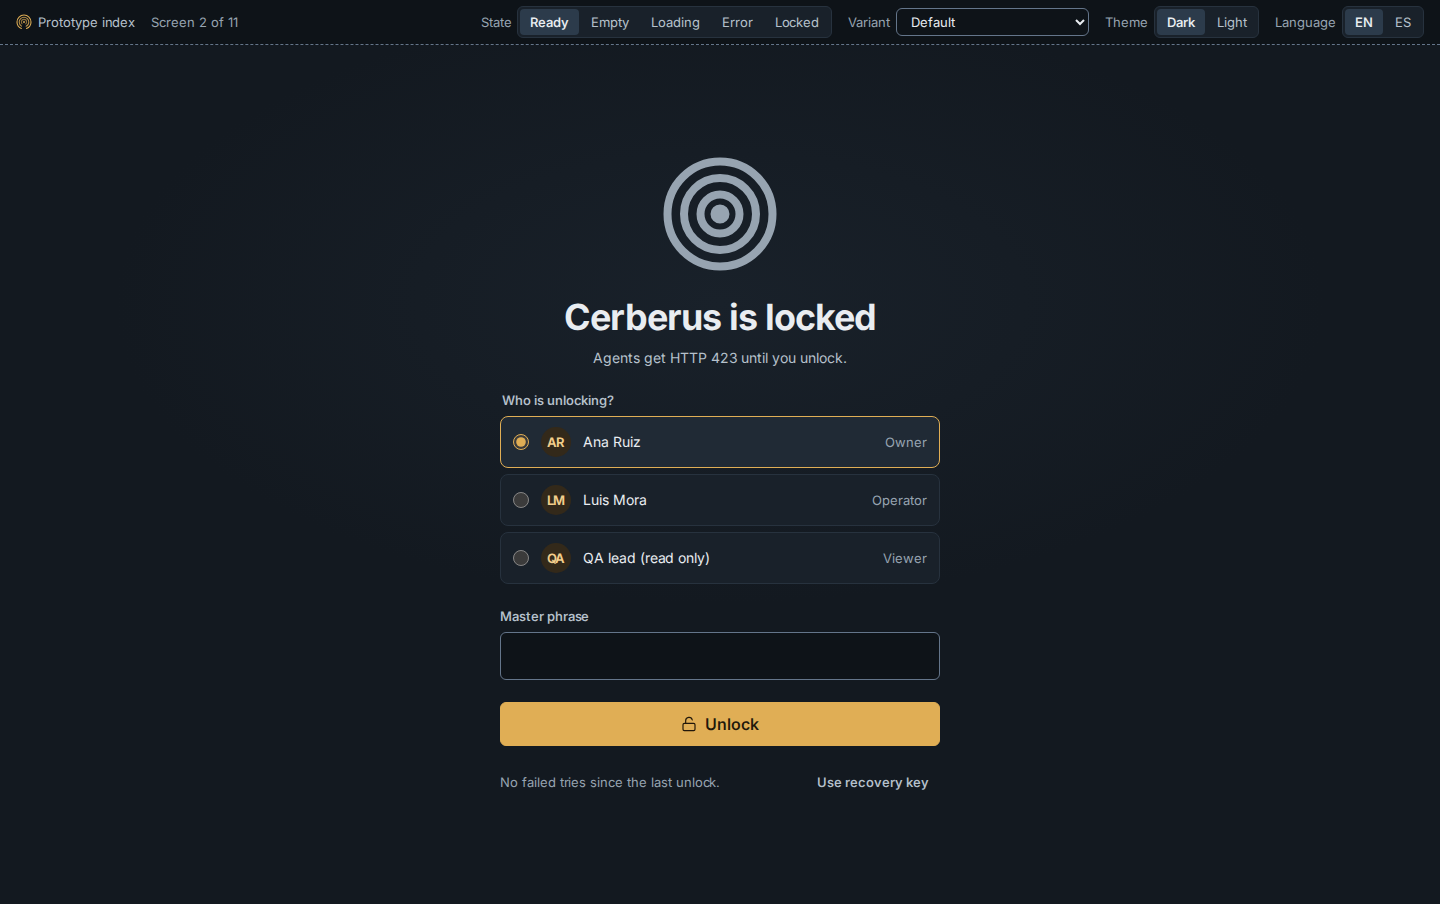 Prototype index Screen 2 of 11 State Ready Empty Loading Error Locked Variant Default Theme Dark Light Language EN ES
Cerberus is locked
Agents get HTTP 423 until you unlock.
Who is unlocking?
AR Ana Ruiz Owner
LM Luis Mora Operator
QA QA lead (read only) Viewer
Master phrase
Unlock
No failed tries since the last unlock. Use recovery key